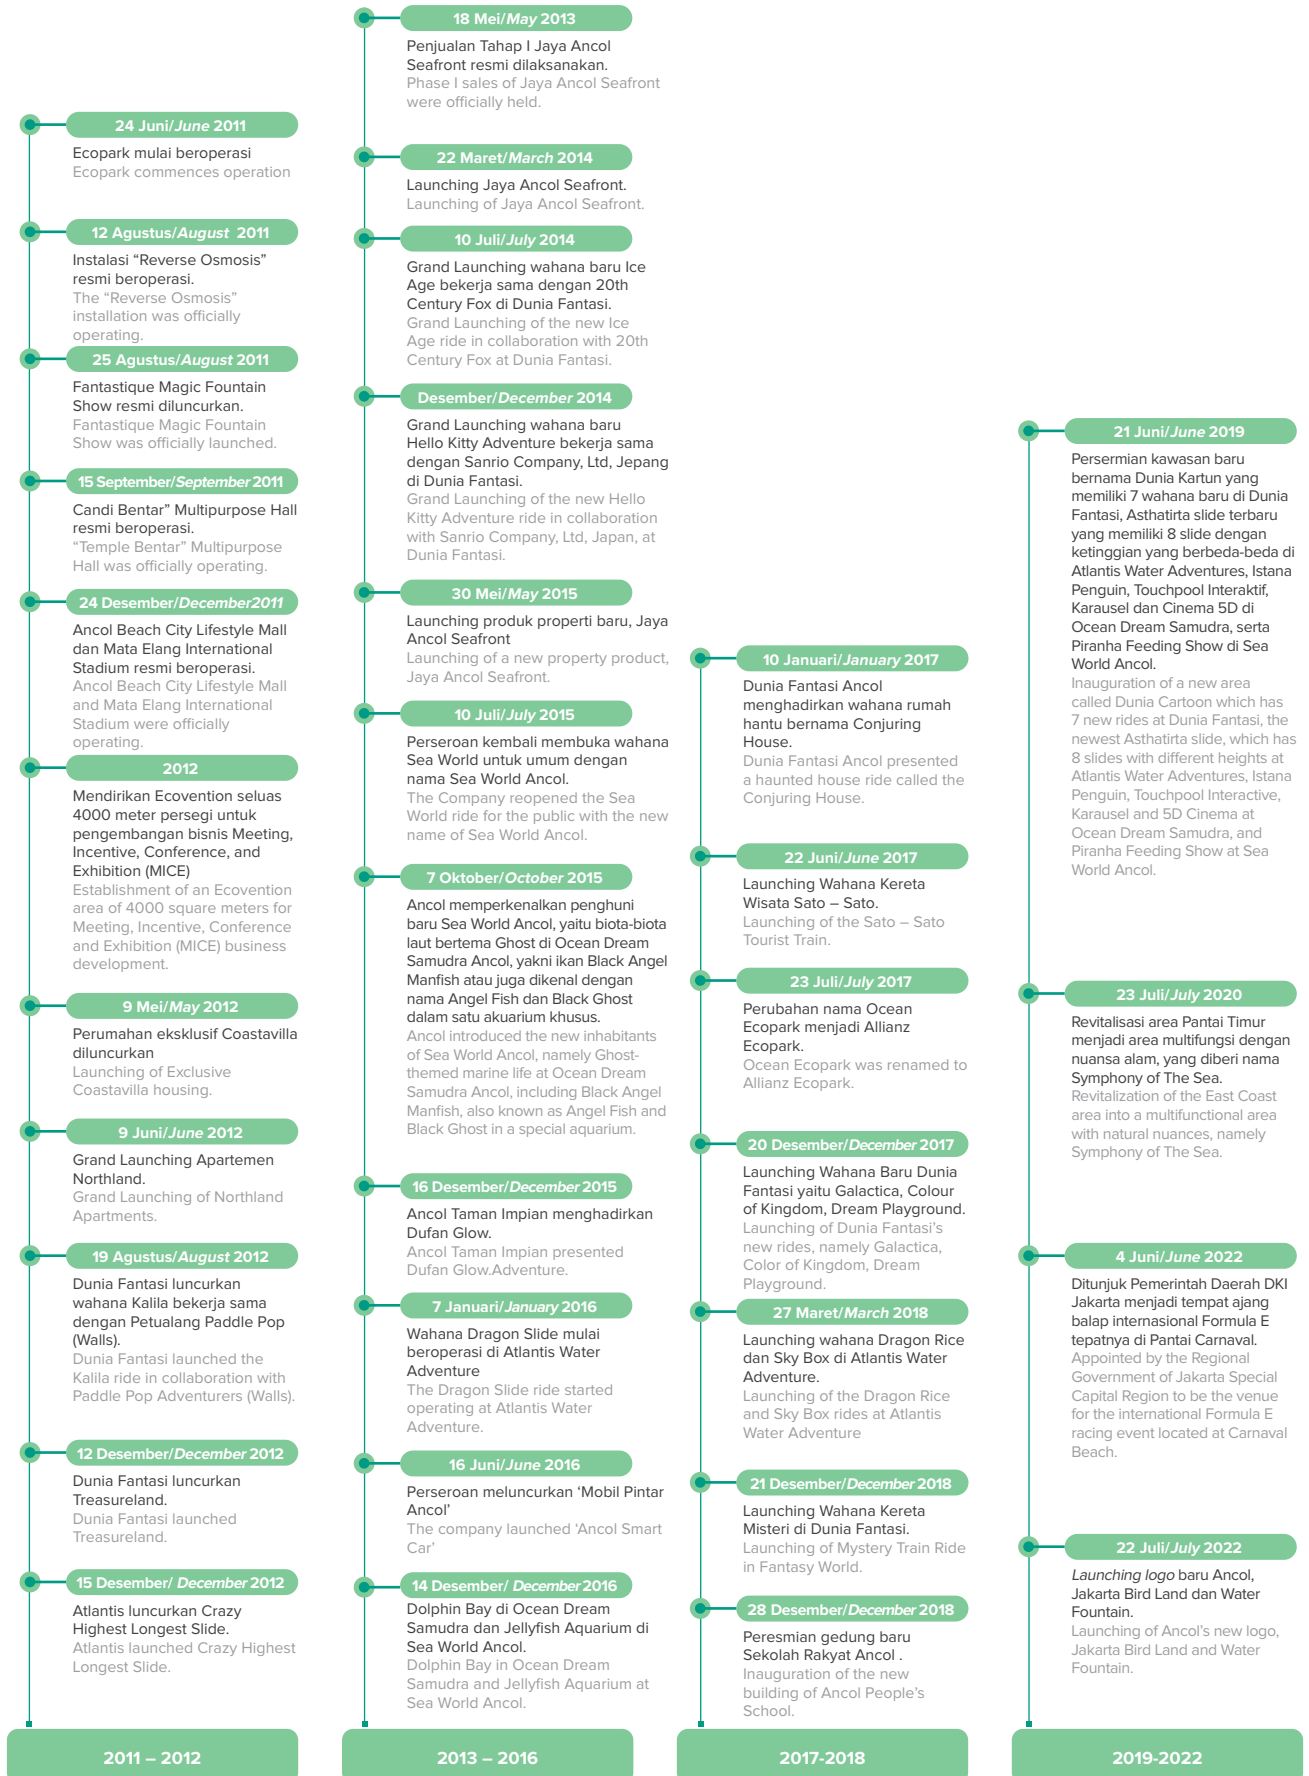 24 Juni/June 2011
Ecopark mulai beroperasi
Ecopark commences operation
12 Agustus/August 2011
Instalasi “Reverse Osmosis”
resmi beroperasi.
The “Reverse Osmosis”
installation was officially
operating.
25 Agustus/August 2011
Fantastique Magic Fountain
Show resmi diluncurkan.
Fantastique Magic Fountain
Show was officially launched.
15 September/September 2011
Candi Bentar” Multipurpose Hall
resmi beroperasi.
“Temple Bentar” Multipurpose
Hall was officially operating.
24 Desember/December2011
Ancol Beach City Lifestyle Mall
dan Mata Elang International
Stadium resmi beroperasi.
Ancol Beach City Lifestyle Mall
and Mata Elang International
Stadium were officially
operating.
2012
Mendirikan Ecovention seluas
4000 meter persegi untuk
pengembangan bisnis Meeting,
Incentive, Conference, and
Exhibition (MICE)
Establishment of an Ecovention
area of 4000 square meters for
Meeting, Incentive, Conference
and Exhibition (MICE) business
development.
9 Mei/May 2012
Perumahan eksklusif Coastavilla
diluncurkan
Launching of Exclusive
Coastavilla housing.
9 Juni/June 2012
Grand Launching Apartemen
Northland.
Grand Launching of Northland
Apartments.
19 Agustus/August 2012
Dunia Fantasi luncurkan
wahana Kalila bekerja sama
dengan Petualang Paddle Pop
(Walls).
Dunia Fantasi launched the
Kalila ride in collaboration with
Paddle Pop Adventurers (Walls).
12 Desember/December 2012
Dunia Fantasi luncurkan
Treasureland.
Dunia Fantasi launched
Treasureland.
15 Desember/ December 2012
Atlantis luncurkan Crazy
Highest Longest Slide.
Atlantis launched Crazy Highest
Longest Slide.
2011 – 2012
18 Mei/May 2013
Penjualan Tahap I Jaya Ancol
Seafront resmi dilaksanakan.
Phase I sales of Jaya Ancol Seafront
were officially held.
22 Maret/March 2014
Launching Jaya Ancol Seafront.
Launching of Jaya Ancol Seafront.
10 Juli/July 2014
Grand Launching wahana baru Ice
Age bekerja sama dengan 20th
Century Fox di Dunia Fantasi.
Grand Launching of the new Ice
Age ride in collaboration with 20th
Century Fox at Dunia Fantasi.
Desember/December 2014
Grand Launching wahana baru
Hello Kitty Adventure bekerja sama
dengan Sanrio Company, Ltd, Jepang
di Dunia Fantasi.
Grand Launching of the new Hello
Kitty Adventure ride in collaboration
with Sanrio Company, Ltd, Japan, at
Dunia Fantasi.
30 Mei/May 2015
Launching produk properti baru, Jaya
Ancol Seafront
Launching of a new property product,
Jaya Ancol Seafront.
10 Juli/July 2015
Perseroan kembali membuka wahana
Sea World untuk umum dengan
nama Sea World Ancol.
The Company reopened the Sea
World ride for the public with the new
name of Sea World Ancol.
7 Oktober/October 2015
Ancol memperkenalkan penghuni
baru Sea World Ancol, yaitu biota-biota
laut bertema Ghost di Ocean Dream
Samudra Ancol, yakni ikan Black Angel
Manfish atau juga dikenal dengan
nama Angel Fish dan Black Ghost
dalam satu akuarium khusus.
Ancol introduced the new inhabitants
of Sea World Ancol, namely Ghost-
themed marine life at Ocean Dream
Samudra Ancol, including Black Angel
Manfish, also known as Angel Fish and
Black Ghost in a special aquarium.
16 Desember/December 2015
Ancol Taman Impian menghadirkan
Dufan Glow.
Ancol Taman Impian presented
Dufan Glow.Adventure.
7 Januari/January 2016
Wahana Dragon Slide mulai
beroperasi di Atlantis Water
Adventure
The Dragon Slide ride started
operating at Atlantis Water
Adventure.
16 Juni/June 2016
Perseroan meluncurkan ‘Mobil Pintar
Ancol’
The company launched ‘Ancol Smart
Car’
14 Desember/ December 2016
Dolphin Bay di Ocean Dream
Samudra dan Jellyfish Aquarium di
Sea World Ancol.
Dolphin Bay in Ocean Dream
Samudra and Jellyfish Aquarium at
Sea World Ancol.
2013 – 2016
10 Januari/January 2017
Dunia Fantasi Ancol
menghadirkan wahana rumah
hantu bernama Conjuring
House.
Dunia Fantasi Ancol presented
a haunted house ride called the
Conjuring House.
22 Juni/June 2017
Launching Wahana Kereta
Wisata Sato – Sato.
Launching of the Sato – Sato
Tourist Train.
23 Juli/July 2017
Perubahan nama Ocean
Ecopark menjadi Allianz
Ecopark.
Ocean Ecopark was renamed to
Allianz Ecopark.
20 Desember/December 2017
Launching Wahana Baru Dunia
Fantasi yaitu Galactica, Colour
of Kingdom, Dream Playground.
Launching of Dunia Fantasi’s
new rides, namely Galactica,
Color of Kingdom, Dream
Playground.
27 Maret/March 2018
Launching wahana Dragon Rice
dan Sky Box di Atlantis Water
Adventure.
Launching of the Dragon Rice
and Sky Box rides at Atlantis
Water Adventure
21 Desember/December 2018
Launching Wahana Kereta
Misteri di Dunia Fantasi.
Launching of Mystery Train Ride
in Fantasy World.
28 Desember/December 2018
Peresmian gedung baru
Sekolah Rakyat Ancol .
Inauguration of the new
building of Ancol People’s
School.
2017-2018
21 Juni/June 2019
Persermian kawasan baru
bernama Dunia Kartun yang
memiliki 7 wahana baru di Dunia
Fantasi, Asthatirta slide terbaru
yang memiliki 8 slide dengan
ketinggian yang berbeda-beda di
Atlantis Water Adventures, Istana
Penguin, Touchpool Interaktif,
Karausel dan Cinema 5D di
Ocean Dream Samudra, serta
Piranha Feeding Show di Sea
World Ancol.
Inauguration of a new area
called Dunia Cartoon which has
7 new rides at Dunia Fantasi, the
newest Asthatirta slide, which has
8 slides with different heights at
Atlantis Water Adventures, Istana
Penguin, Touchpool Interactive,
Karausel and 5D Cinema at
Ocean Dream Samudra, and
Piranha Feeding Show at Sea
World Ancol.
23 Juli/July 2020
Revitalisasi area Pantai Timur
menjadi area multifungsi dengan
nuansa alam, yang diberi nama
Symphony of The Sea.
Revitalization of the East Coast
area into a multifunctional area
with natural nuances, namely
Symphony of The Sea.
4 Juni/June 2022
Ditunjuk Pemerintah Daerah DKI
Jakarta menjadi tempat ajang
balap internasional Formula E
tepatnya di Pantai Carnaval.
Appointed by the Regional
Government of Jakarta Special
Capital Region to be the venue
for the international Formula E
racing event located at Carnaval
Beach.
22 Juli/July 2022
Launching logo baru Ancol,
Jakarta Bird Land dan Water
Fountain.
Launching of Ancol’s new logo,
Jakarta Bird Land and Water
Fountain.
2019-2022